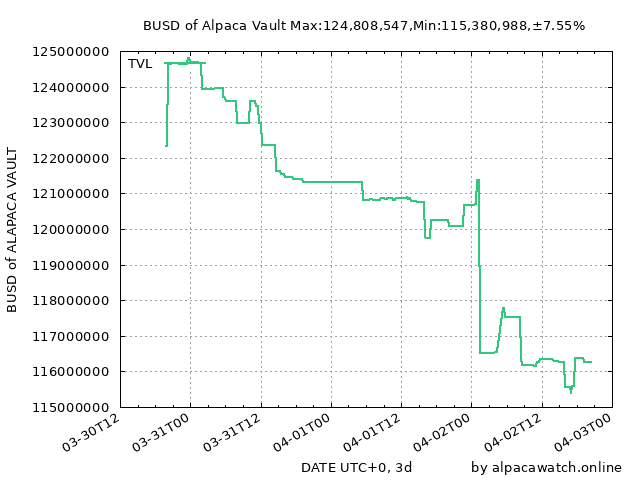 BUSD of Alpaca Vault Max:124,808,547,Min:115,380,988,±7.55%
TVL
125000000
124000000
123000000
122000000
121000000
120000000
119000000
118000000
117000000
116000000
115000000
BUSD of ALAPACA VAULT
03-30T12
03-31T00
03-31T12
04-01T00
04-01T12
04-02T00
04-02T12
04-03T00
DATE UTC+0, 3d
by alpacawatch.online